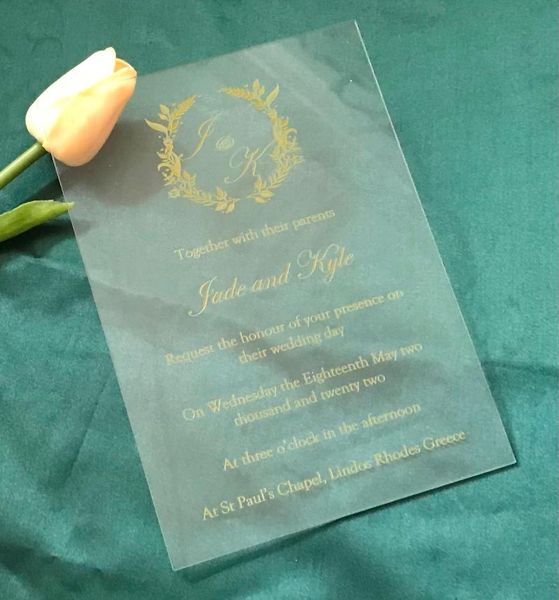 J
@
K
Together with their parents
Jade and Kyle
Request the honour of your presence on
their wedding day
On Wednesday the Eighteenth May two
thousand and twenty two
At three o'clock in the afternoon
At St Paul's Chapel, Lindos Rhodes Greece